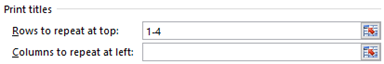 Print titles
Rows to repeat at top: 1-4
Columns to repeat at left: